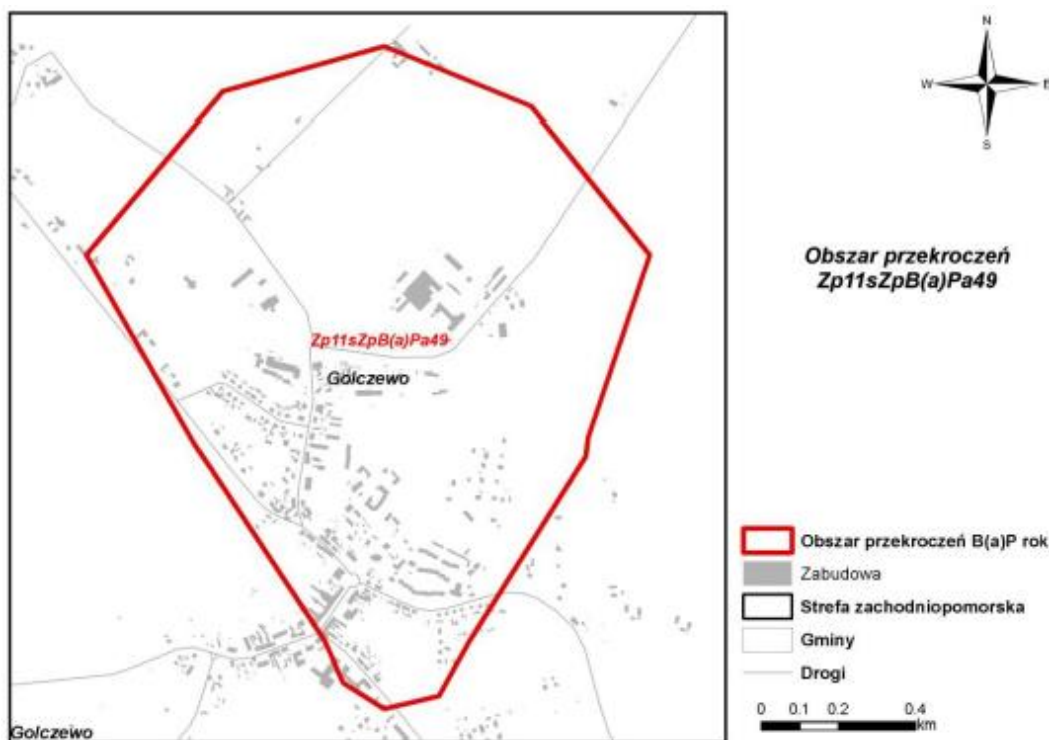 N
W
E
S
Obszar przekroczeń
Zp11sZpB(a)Pa49
Zp11sZpB(a)Pa49
Golczewo
Golczewo
Obszar przekroczeń B(a)P rok
Zabudowa
Strefa zachodniopomorska
Gminy
Drogi
0 0.1 0.2 0.4
km